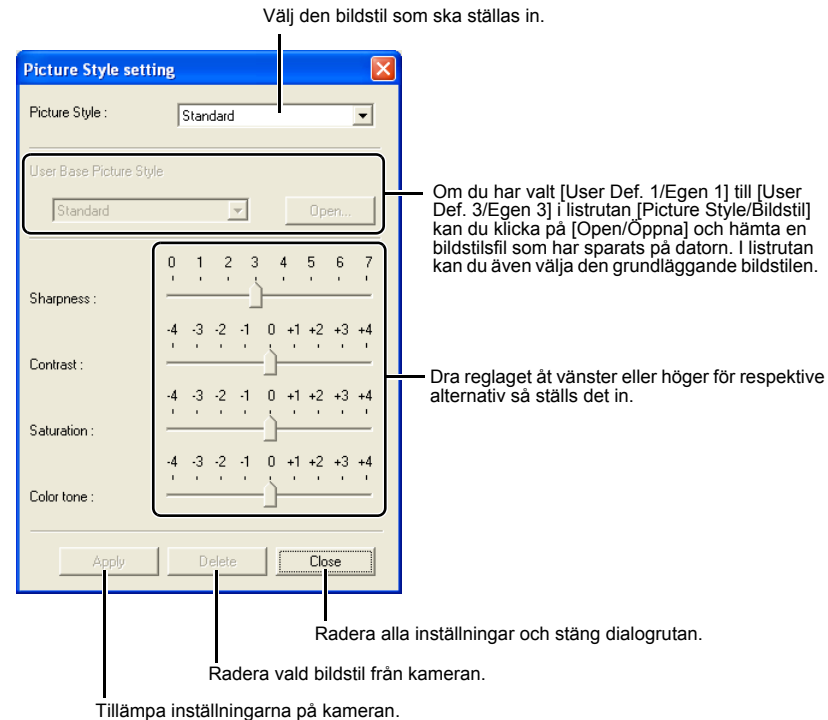 Välj den bildstil som ska ställas in.
Picture Style setting
Picture Style :
Standard
User Base Picture Style
Standard
Open...
Om du har valt [User Def. 1/Egen 1] till [User
Def. 3/Egen 3] i listrutan [Picture Style/Bildstil]
kan du klicka på [Open/Öppna] och hämta en
bildstilsfil som har sparats på datorn. I listrutan
kan du även välja den grundläggande bildstilen.
0 1 2 3 4 5 6 7
Sharpness :
-4 -3 -2 -1 0 +1 +2 +3 +4
Contrast :
Dra reglaget åt vänster eller höger för respektive
alternativ så ställs det in.
-4 -3 -2 -1 0 +1 +2 +3 +4
Saturation :
-4 -3 -2 -1 0 +1 +2 +3 +4
Color tone :
Apply
Delete
Close
Radera alla inställningar och stäng dialogrutan.
Radera vald bildstil från kameran.
Tillämpa inställningarna på kameran.